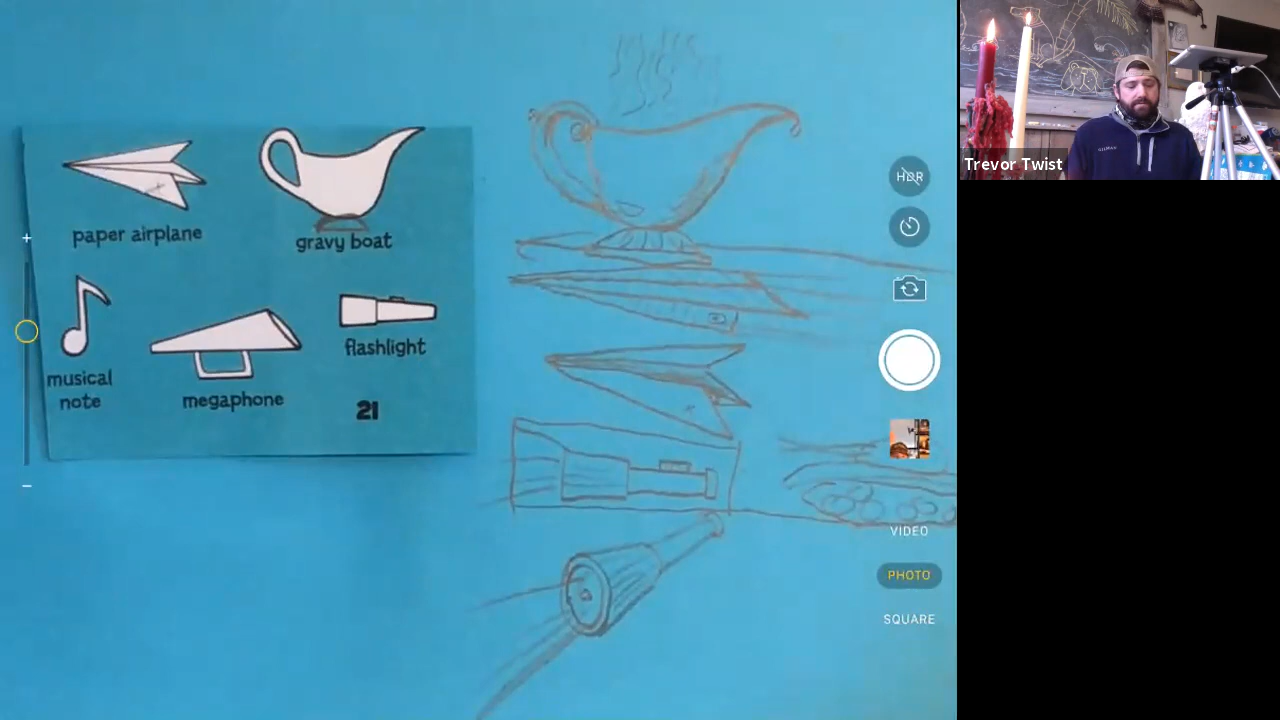 paper airplane
gravy boat
musical
note
megaphone
flashlight
21
HDR
VIDEO
PHOTO
SQUARE
Trevor Twist